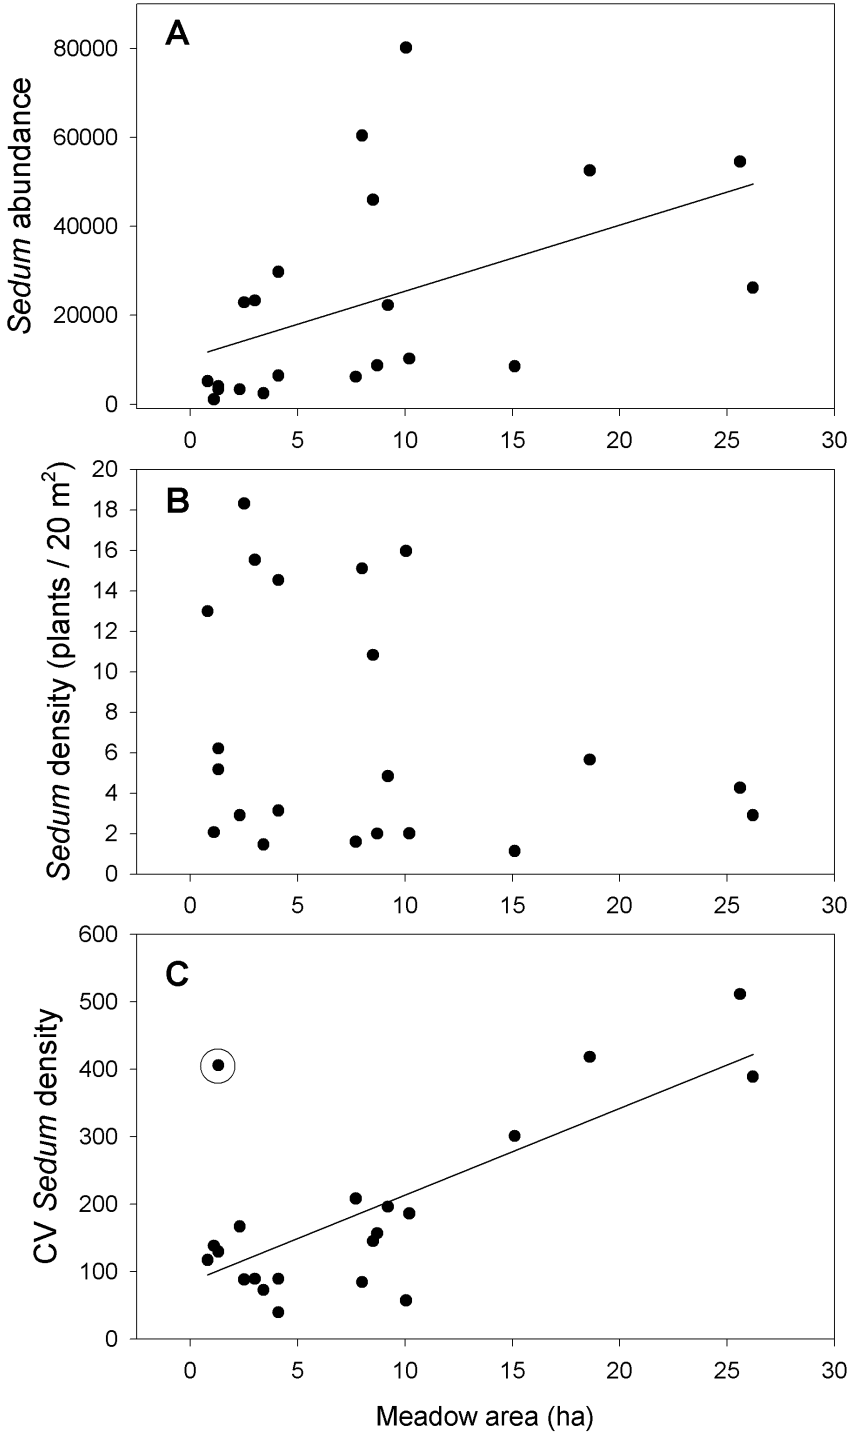 A
Sedum abundance
80000
60000
40000
20000
0
0 5 10 15 20 25 30
B
Sedum density (plants / 20 m²)
20
18
16
14
12
10
8
6
4
2
0
0 5 10 15 20 25 30
C
CV Sedum density
600
500
400
300
200
100
0
0 5 10 15 20 25 30
Meadow area (ha)